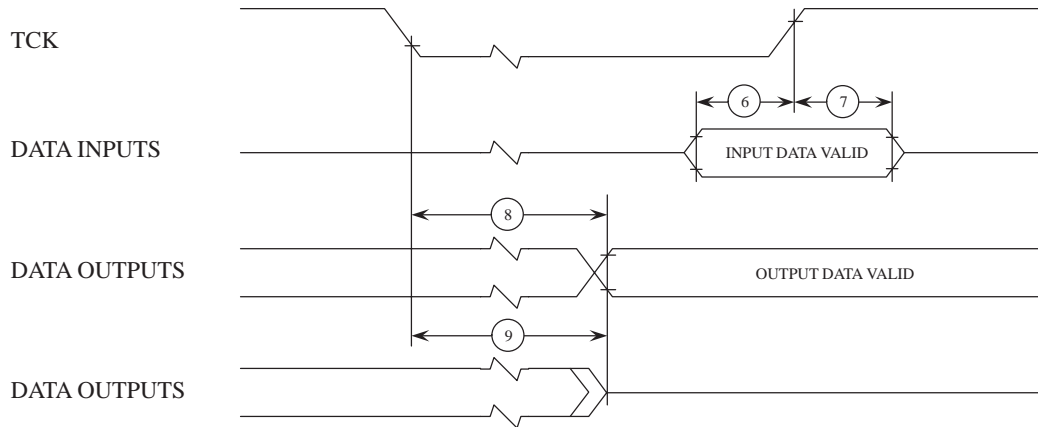 TCK
6
7
DATA INPUTS
INPUT DATA VALID
8
DATA OUTPUTS
OUTPUT DATA VALID
9
DATA OUTPUTS